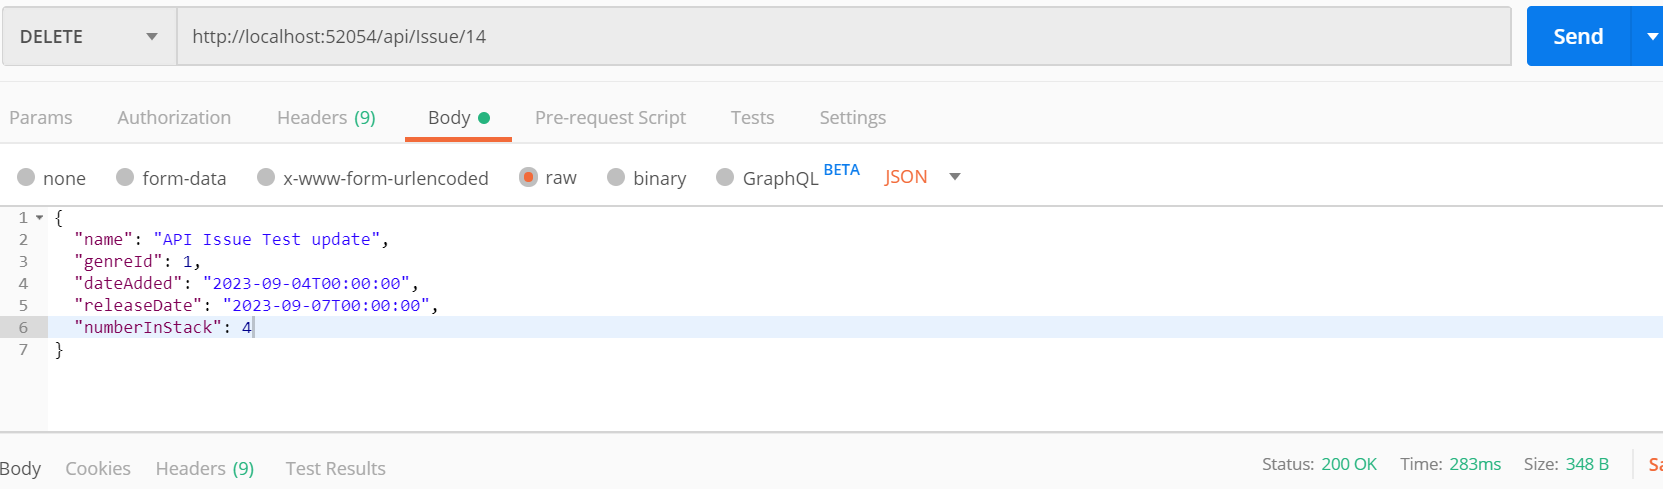 DELETE http://localhost:52054/api/Issue/14 Send
Params Authorization Headers (9) Body Pre-request Script Tests Settings
none form-data x-www-form-urlencoded raw binary GraphQL BETA JSON
1 {
2 "name": "API Issue Test update",
3 "genreId": 1,
4 "dateAdded": "2023-09-04T00:00:00",
5 "releaseDate": "2023-09-07T00:00:00",
6 "numberInStack": 4
7 }
Body Cookies Headers (9) Test Results Status: 200 OK Time: 283ms Size: 348 B Sa